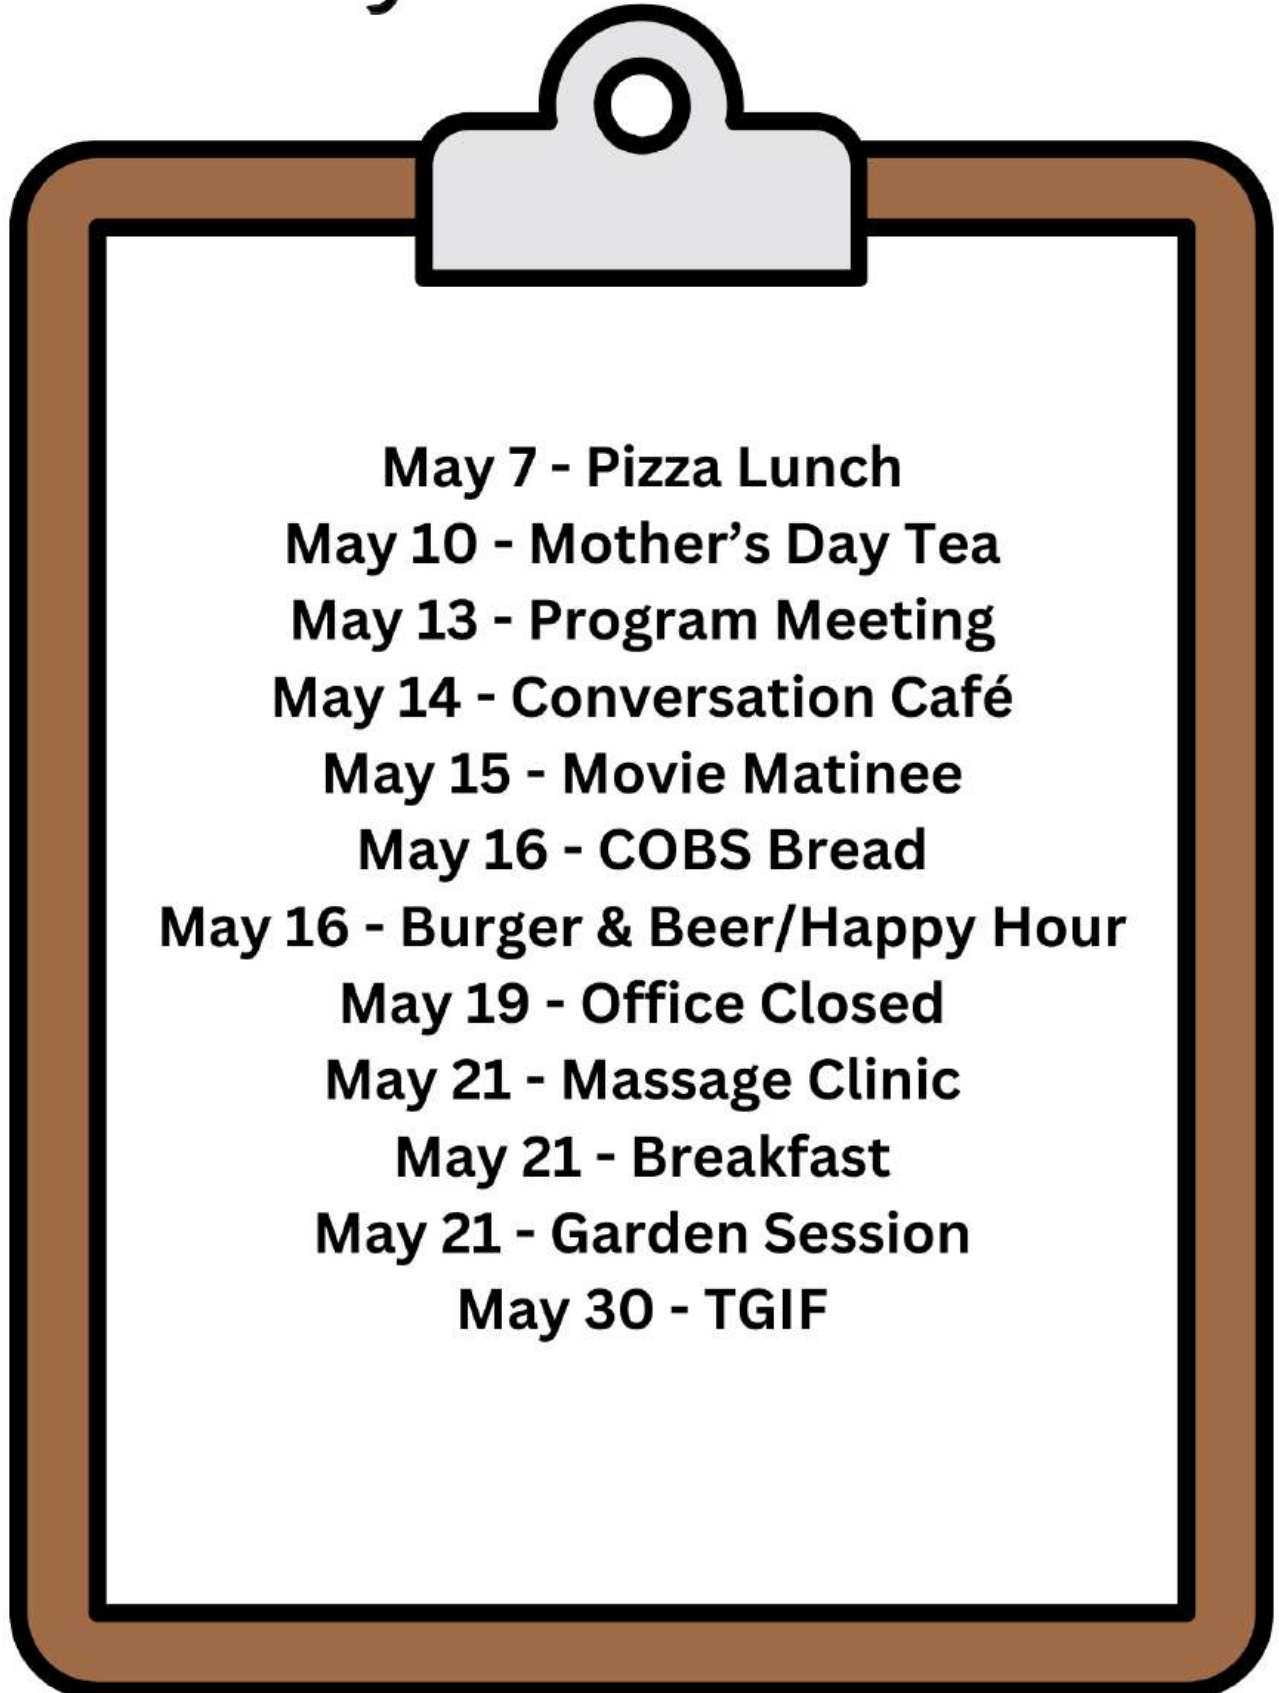 May 7 - Pizza Lunch
May 10 - Mother’s Day Tea
May 13 - Program Meeting
May 14 - Conversation Café
May 15 - Movie Matinee
May 16 - COBS Bread
May 16 - Burger & Beer/Happy Hour
May 19 - Office Closed
May 21 - Massage Clinic
May 21 - Breakfast
May 21 - Garden Session
May 30 - TGIF